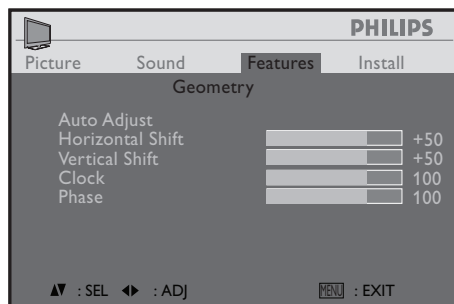 PHILIPS
Picture Sound Features Install
Geometry
Auto Adjust
Horizontal Shift +50
Vertical Shift +50
Clock 100
Phase 100
: SEL : ADJ MENU : EXIT